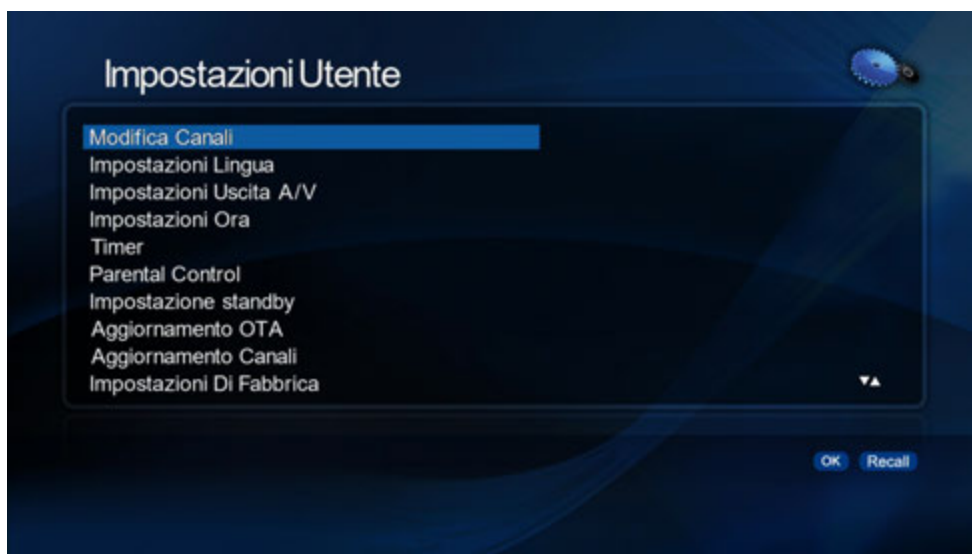 Impostazioni Utente
Modifica Canali
Impostazioni Lingua
Impostazioni Uscita A/V
Impostazioni Ora
Timer
Parental Control
Impostazione standby
Aggiornamento OTA
Aggiornamento Canali
Impostazioni Di Fabbrica
OK Recall